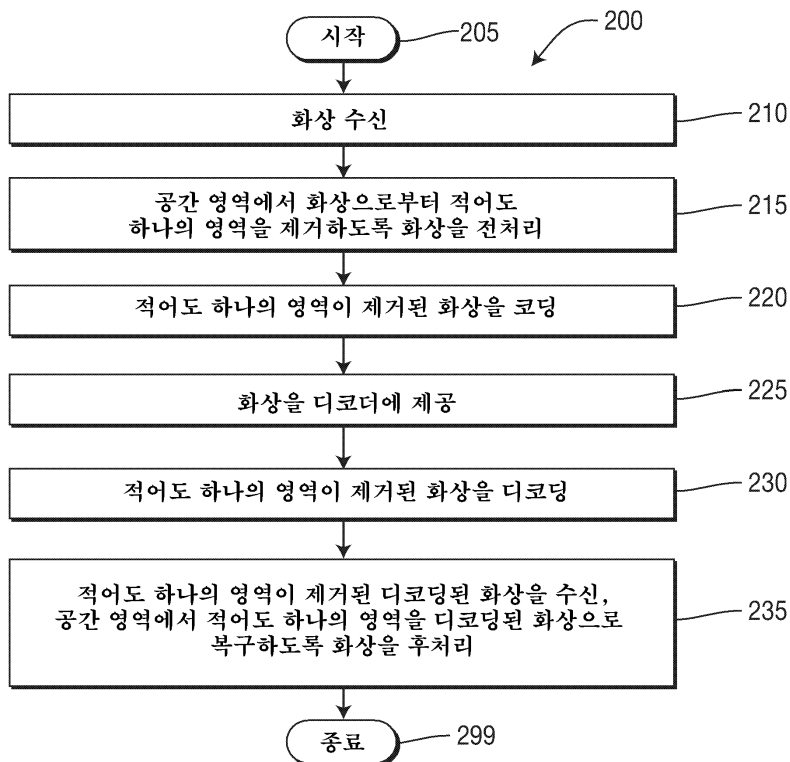 시작
205
200
화상 수신
210
공간 영역에서 화상으로부터 적어도
하나의 영역을 제거하도록 화상을 전처리
215
적어도 하나의 영역이 제거된 화상을 코딩
220
화상을 디코더에 제공
225
적어도 하나의 영역이 제거된 화상을 디코딩
230
적어도 하나의 영역이 제거된 디코딩된 화상을 수신,
공간 영역에서 적어도 하나의 영역을 디코딩된 화상으로
복구하도록 화상을 후처리
235
종료
299